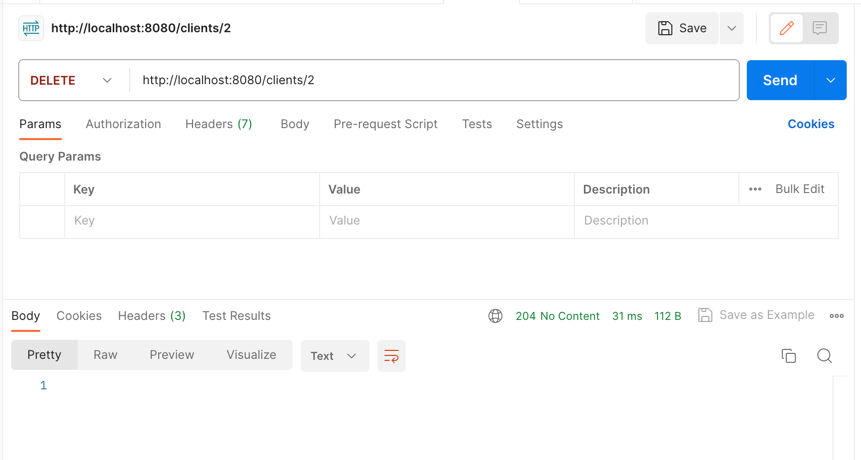 HTTP http://localhost:8080/clients/2 Save
DELETE http://localhost:8080/clients/2 Send
Params Authorization Headers (7) Body Pre-request Script Tests Settings Cookies
Query Params
Key Value Description Bulk Edit
Key Value Description
Body Cookies Headers (3) Test Results 204 No Content 31 ms 112 B Save as Example
Pretty Raw Preview Visualize Text
1